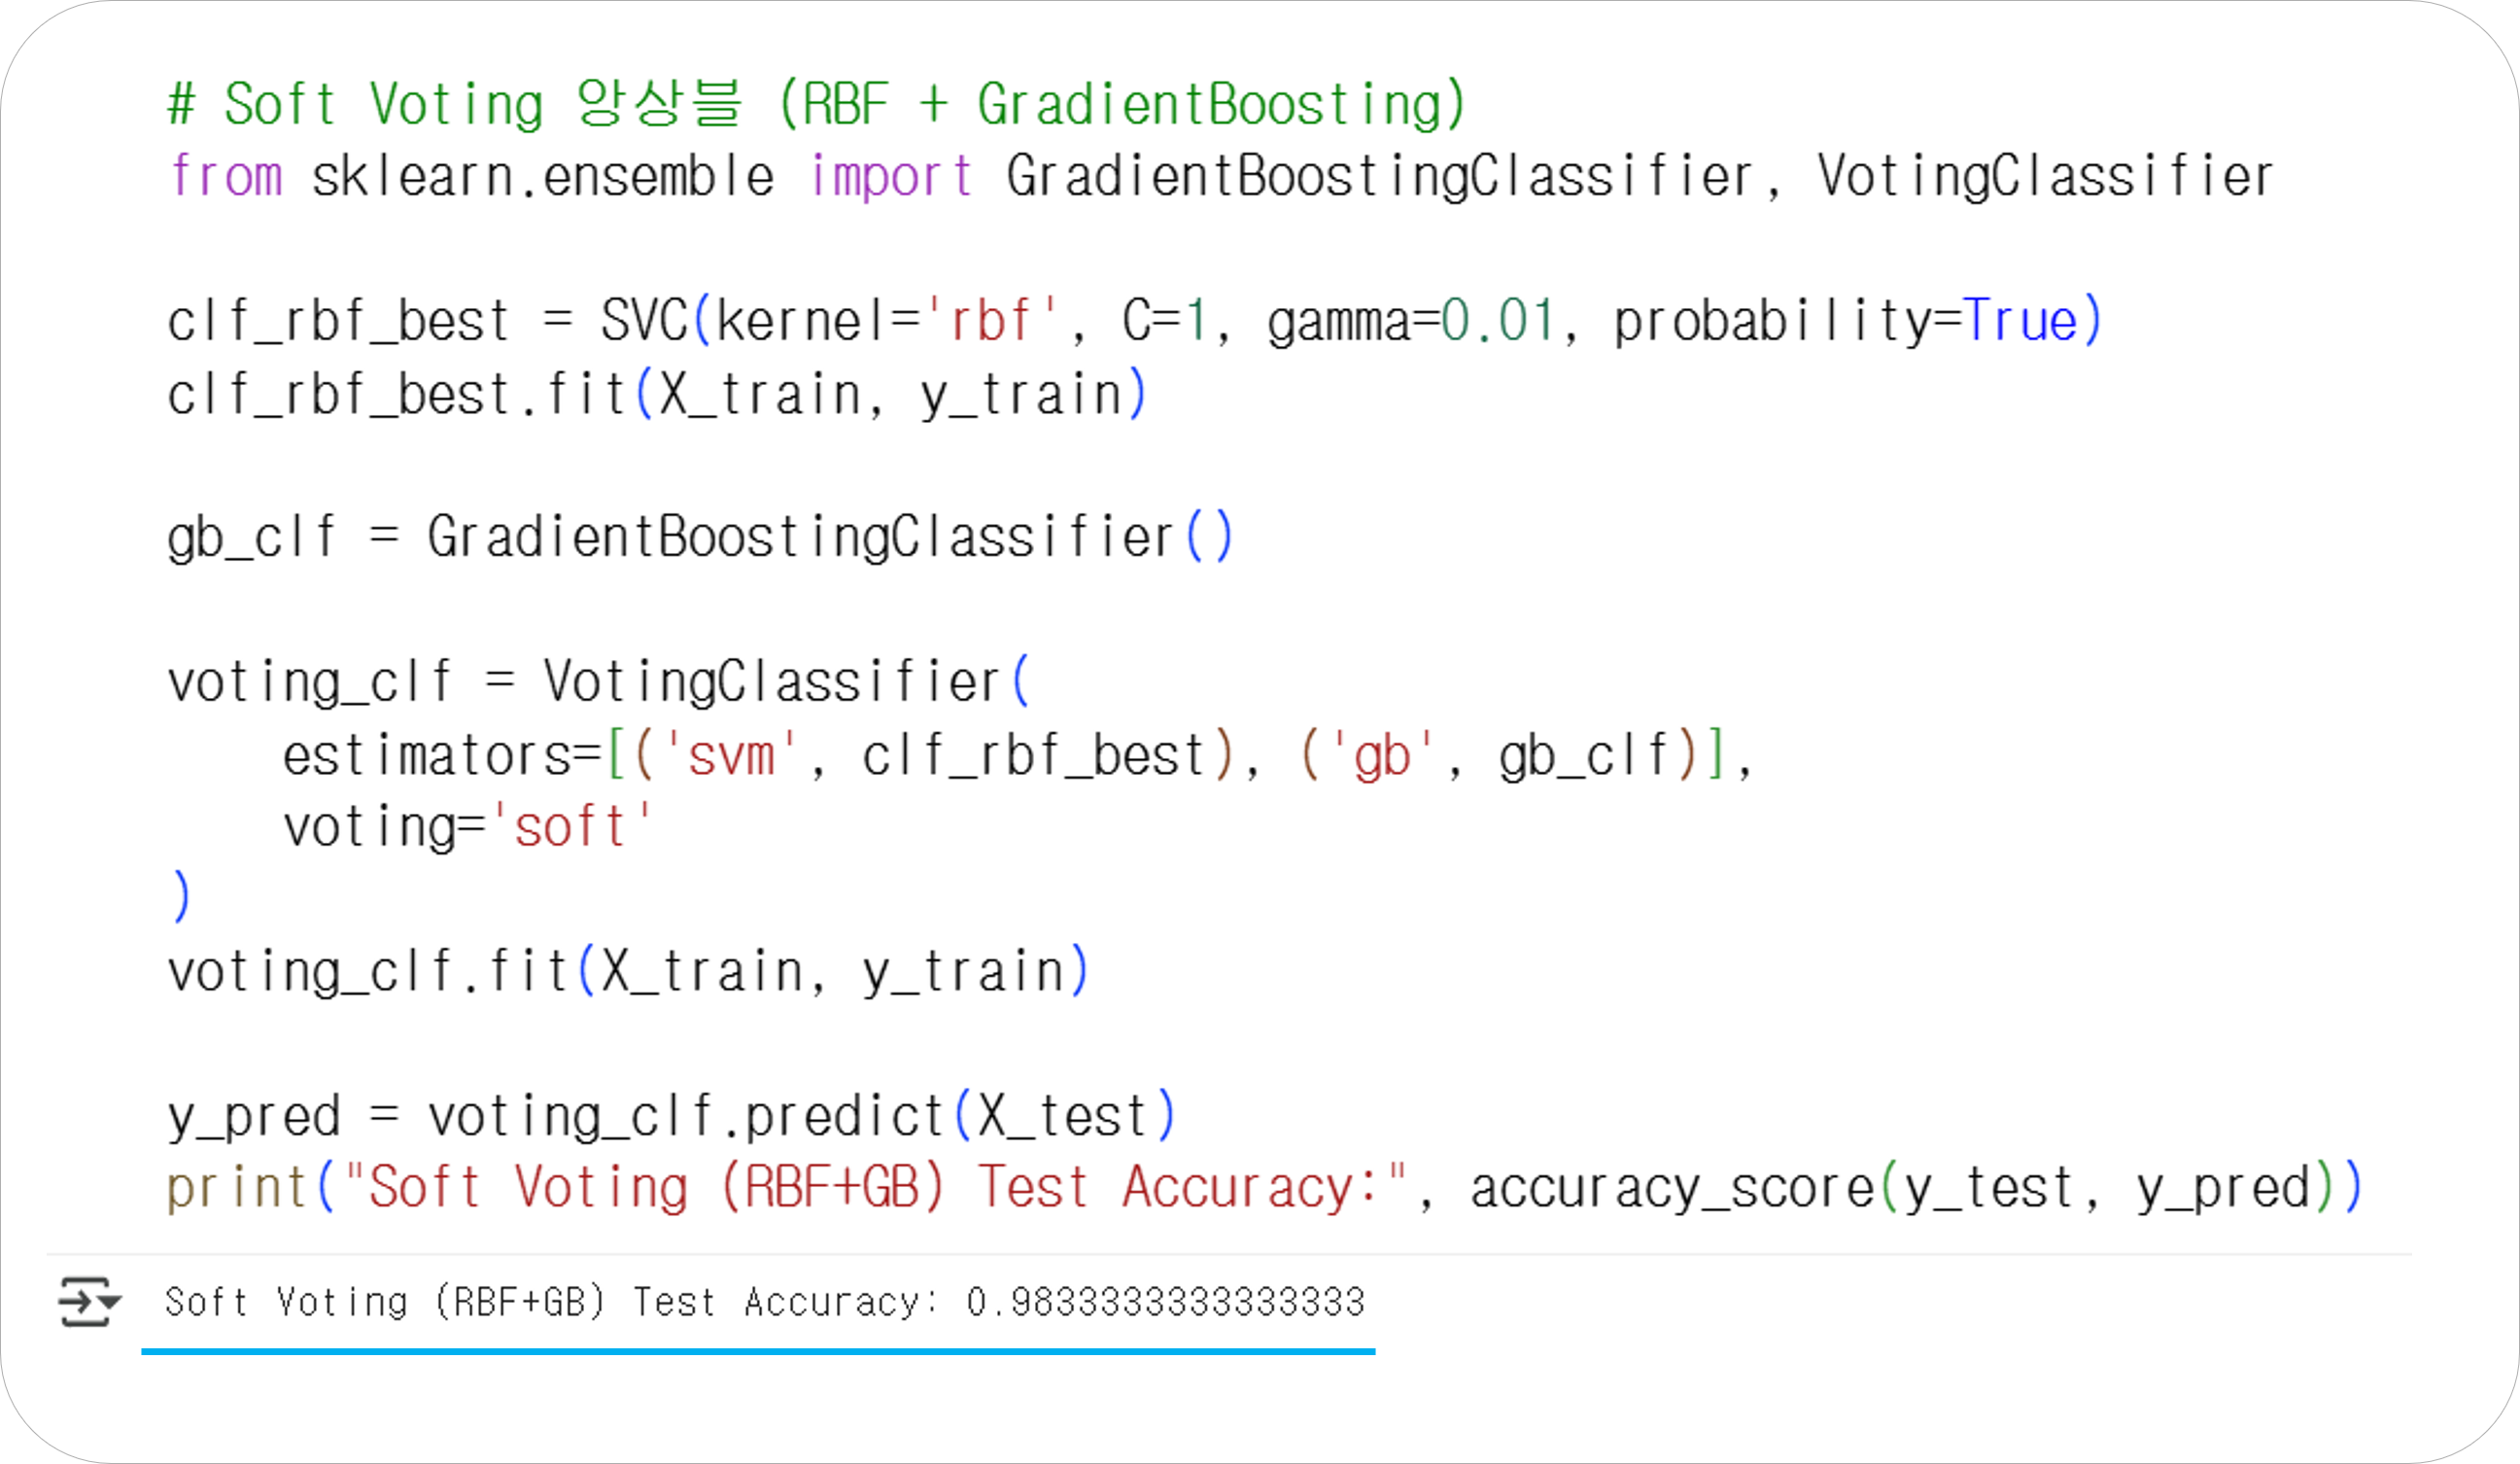 # Soft Voting 앙상블 (RBF + GradientBoosting)
from sklearn.ensemble import GradientBoostingClassifier, VotingClassifier
clf_rbf_best = SVC(kernel='rbf', C=1, gamma=0.01, probability=True)
clf_rbf_best.fit(X_train, y_train)
gb_clf = GradientBoostingClassifier()
voting_clf = VotingClassifier(
    estimators=[('svm', clf_rbf_best), ('gb', gb_clf)],
    voting='soft'
)
voting_clf.fit(X_train, y_train)
y_pred = voting_clf.predict(X_test)
print("Soft Voting (RBF+GB) Test Accuracy:", accuracy_score(y_test, y_pred))
Soft Voting (RBF+GB) Test Accuracy: 0.9833333333333333